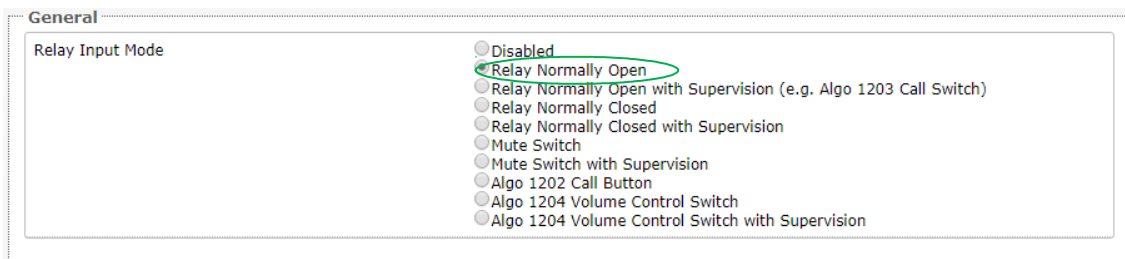 General
Relay Input Mode
Disabled
Relay Normally Open
Relay Normally Open with Supervision (e.g. Algo 1203 Call Switch)
Relay Normally Closed
Relay Normally Closed with Supervision
Mute Switch
Mute Switch with Supervision
Algo 1202 Call Button
Algo 1204 Volume Control Switch
Algo 1204 Volume Control Switch with Supervision